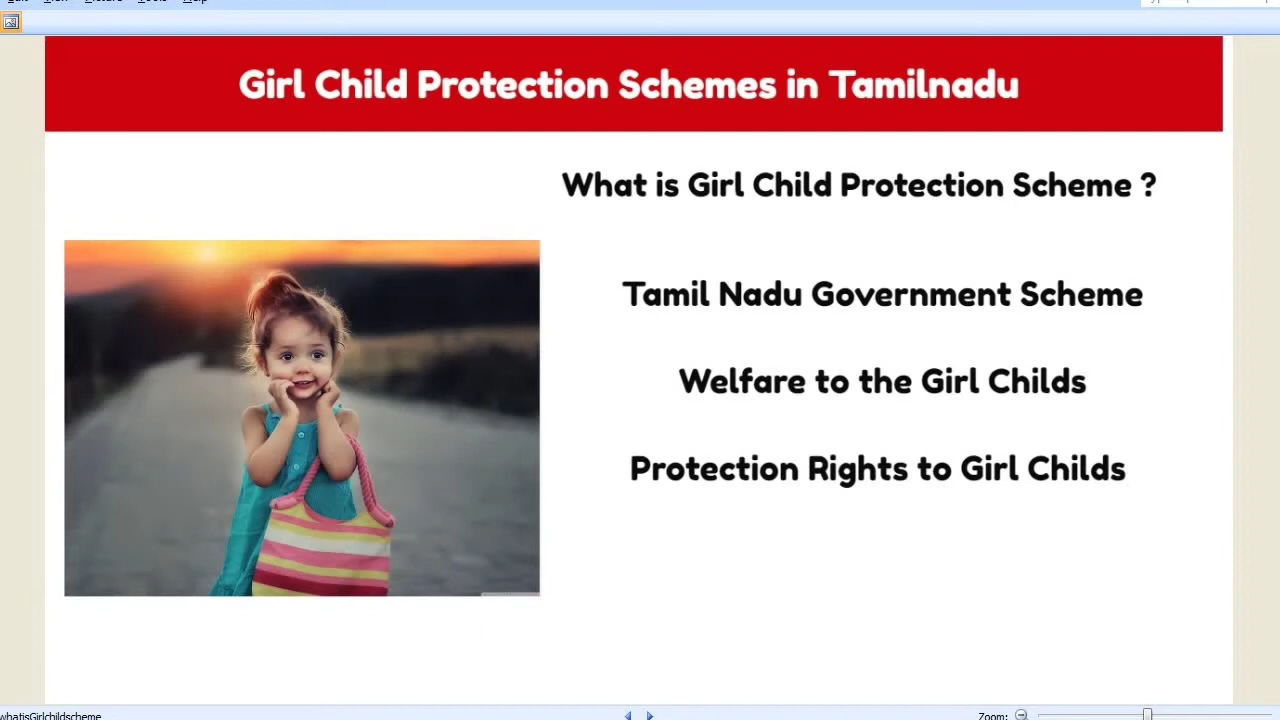 Girl Child Protection Schemes in Tamilnadu
What is Girl Child Protection Scheme ?
Tamil Nadu Government Scheme
Welfare to the Girl Childs
Protection Rights to Girl Childs
whatisGirlchildscheme
Zoom: